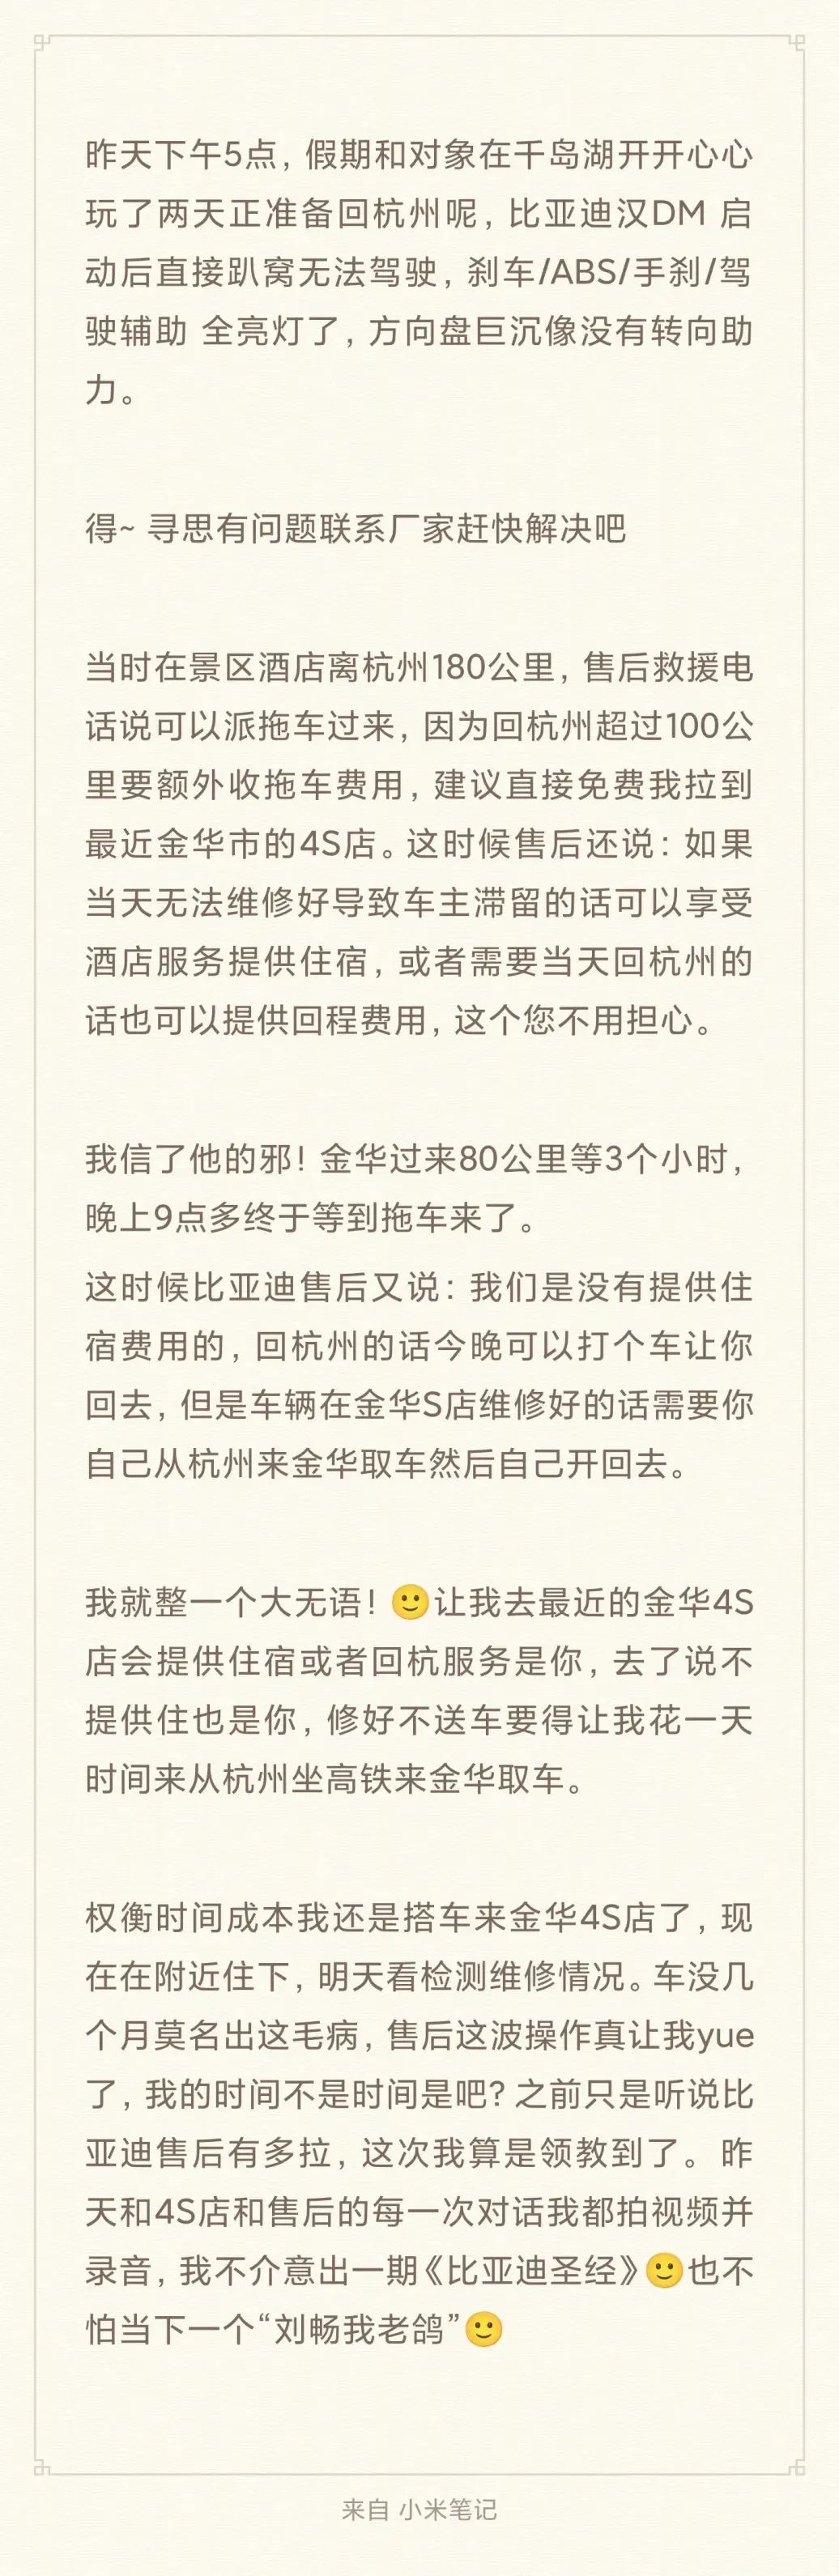 昨天下午5点，假期和对象在千岛湖开开心心
玩了两天正准备回杭州呢，比亚迪汉DM 启
动后直接趴窝无法驾驶，刹车/ABS/手刹/驾
驶辅助 全亮灯了，方向盘巨沉像没有转向助
力。
得~ 寻思有问题联系厂家赶快解决吧
当时在景区酒店离杭州180公里，售后救援电
话说可以派拖车过来，因为回杭州超过100公
里要额外收拖车费用，建议直接免费我拉到
最近金华市的4S店。这时候售后还说：如果
当天无法维修好导致车主滞留的话可以享受
酒店服务提供住宿，或者需要当天回杭州的
话也可以提供回程费用，这个您不用担心。
我信了他的邪！金华过来80公里等3个小时，
晚上9点多终于等到拖车来了。
这时候比亚迪售后又说：我们是没有提供住
宿费用的，回杭州的话今晚可以打个车让你
回去，但是车辆在金华S店维修好的话需要你
自己从杭州来金华取车然后自己开回去。
我就整一个大无语！🙂让我去最近的金华4S
店会提供住宿或者回杭服务是你，去了说不
提供住也是你，修好不送车要得让我花一天
时间来从杭州坐高铁来金华取车。
权衡时间成本我还是搭车来金华4S店了，现
在在附近住下，明天看检测维修情况。车没几
个月莫名出这毛病，售后这波操作真让我yue
了，我的时间不是时间是吧？之前只是听说比
亚迪售后有多拉，这次我算是领教到了。昨
天和4S店和售后的每一次对话我都拍视频并
录音，我不介意出一期《比亚迪圣经》🙂也不
怕当下一个“刘畅我老鸽”🙂
来自 小米笔记